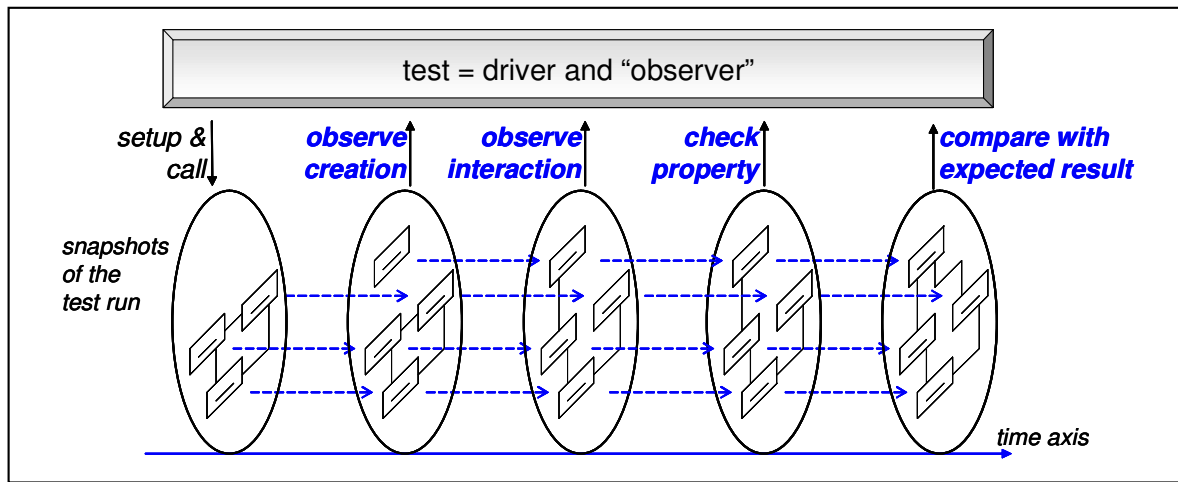 test = driver and “observer”
setup &
call
observe
creation
observe
interaction
check
property
compare with
expected result
snapshots
of the
test run
time axis